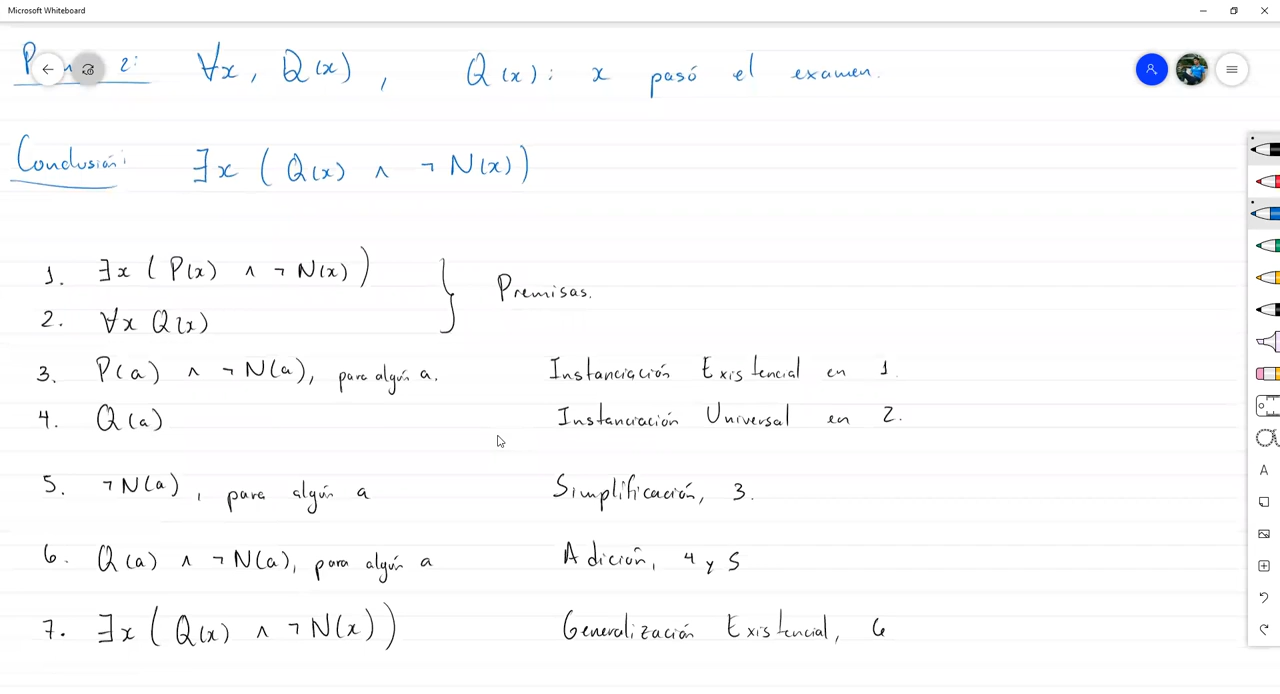 Microsoft Whiteboard
2: ∀x, Q(x), Q(x): x pasó el examen.
Conclusión: ∃x (Q(x) ∧ ¬N(x))
1. ∃x (P(x) ∧ ¬N(x))
Premisas.
2. ∀x Q(x)
3. P(a) ∧ ¬N(a), para algún a. Instanciación Existencial en 1.
4. Q(a) Instanciación Universal en 2.
5. ¬N(a), para algún a Simplificación, 3.
6. Q(a) ∧ ¬N(a), para algún a Adición, 4 y 5
7. ∃x (Q(x) ∧ ¬N(x)) Generalización Existencial, 6
A